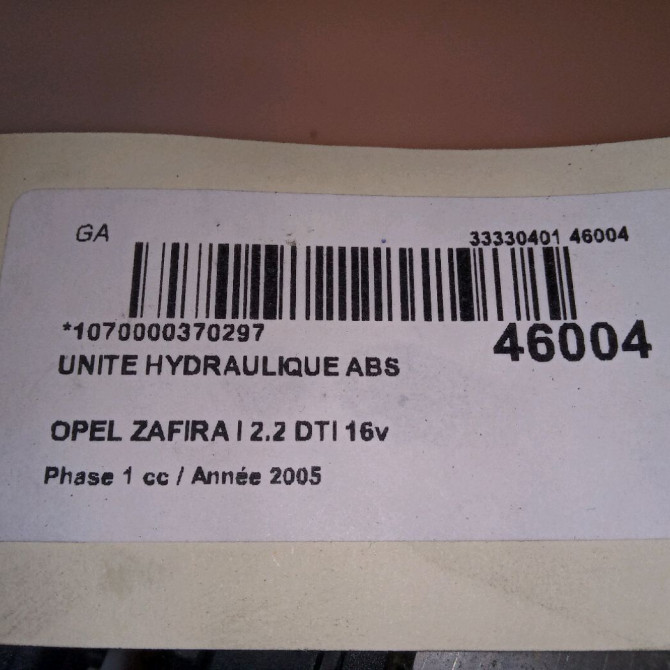 GA 33330401 46004
*1070000370297 46004
UNITE HYDRAULIQUE ABS
OPEL ZAFIRA I 2.2 DTI 16v
Phase 1 cc / Année 2005